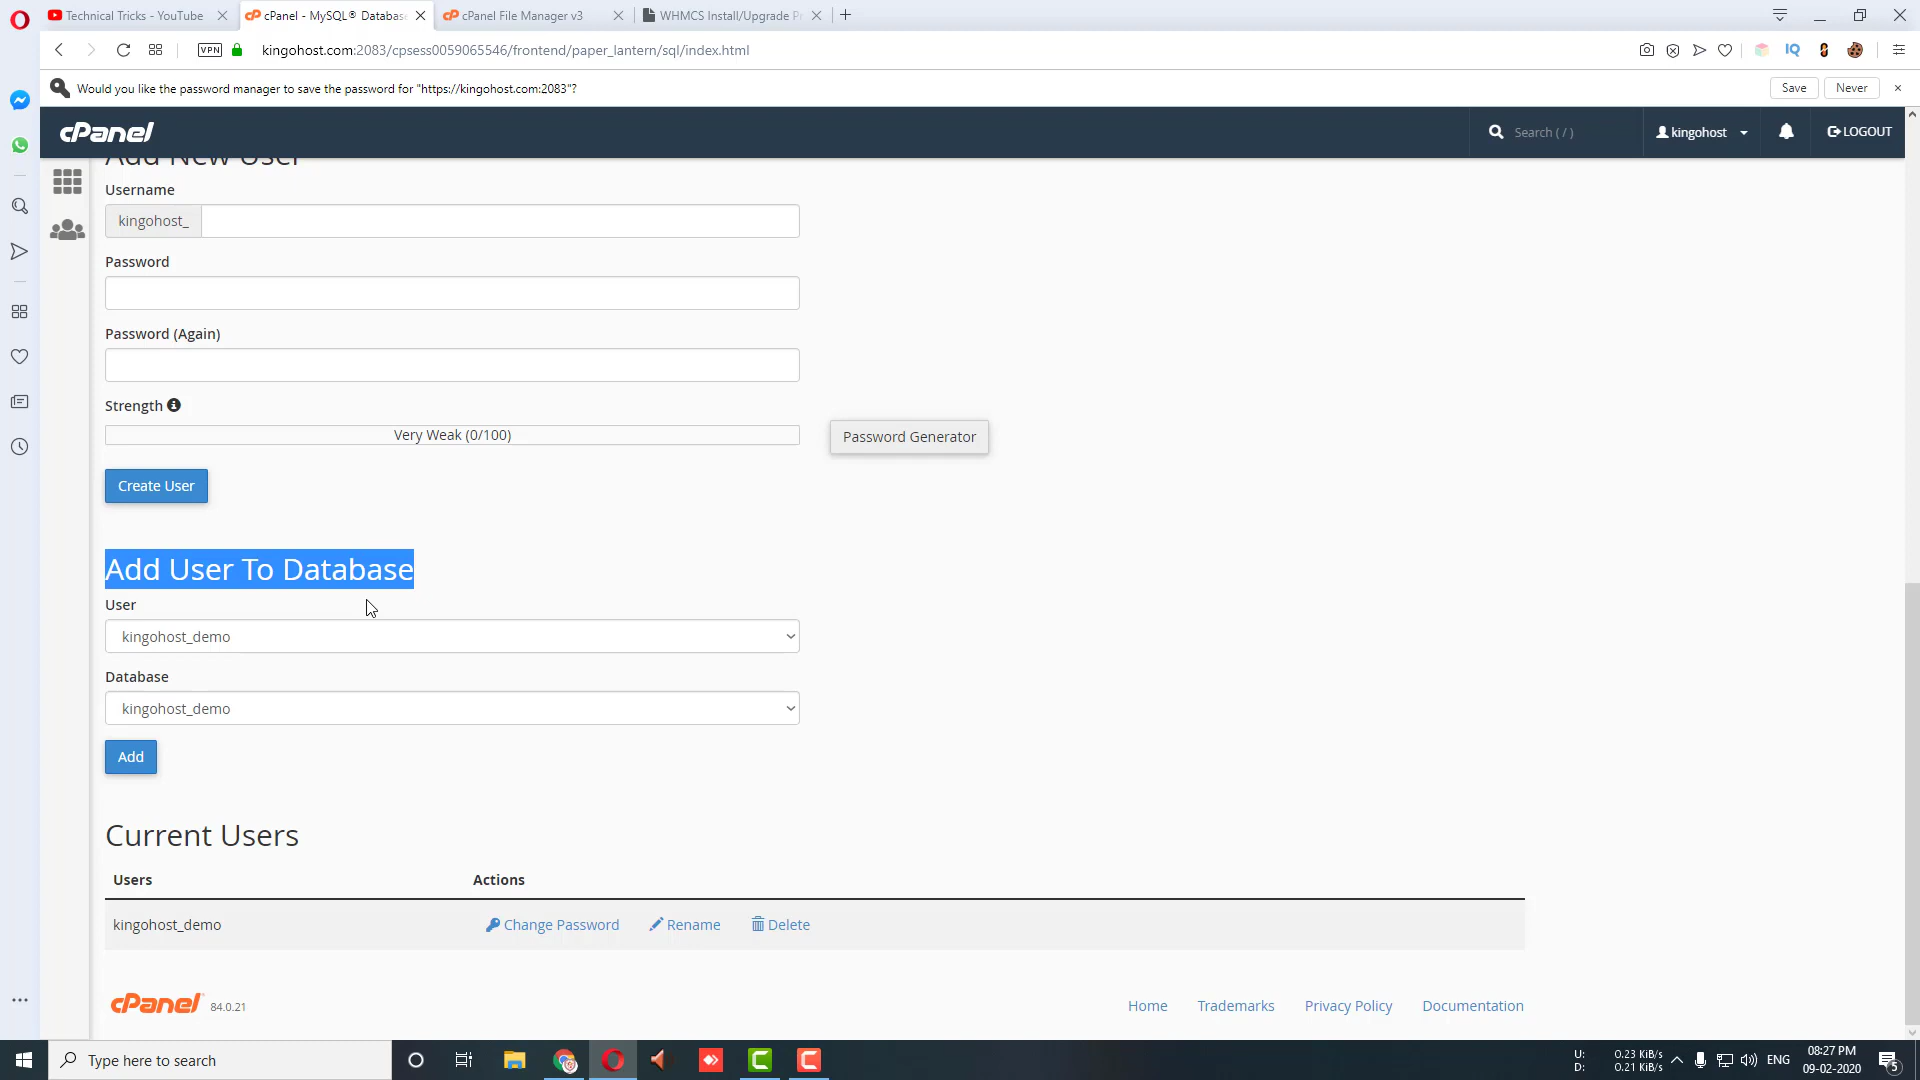 Technical Tricks - YouTube
cPanel - MySQL® Databas
cPanel File Manager v3
WHMCS Install/Upgrade P
VPN
kingohost.com:2083/cpsess0059065546/frontend/paper_lantern/sql/index.html
IQ
Would you like the password manager to save the password for "https://kingohost.com:2083"?
Save
Never
cPanel
Search ( / )
kingohost
LOGOUT
Add New User
Username
kingohost_
Password
Password (Again)
Strength
Very Weak (0/100)
Password Generator
Create User
Add User To Database
User
kingohost_demo
Database
kingohost_demo
Add
Current Users
Users
Actions
kingohost_demo
Change Password
Rename
Delete
cPanel
84.0.21
Home
Trademarks
Privacy Policy
Documentation
Type here to search
U:
0.23 KiB/s
D:
0.21 KiB/s
ENG
08:27 PM
09-02-2020
5